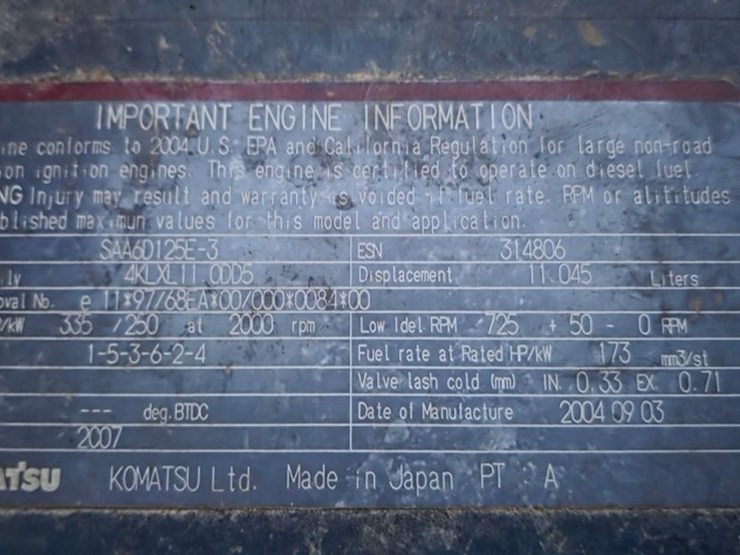 IMPORTANT ENGINE INFORMATION
ine conforms to 2004 U.S. EPA and California Regulation for large non-road
on ignition engines. This engine is certified to operate on diesel fuel.
NG Injury may result and warranty is voided if fuel rate. RPM or alititudes
blished maximun values for this model and application.
SAA6D125E-3 ESN 314806
ily 4KLXL11.0DD5 Displacement 11.045 Liters
oval No. e 11*97/68EA*00/000*0084*00
/kW 335 /250 at 2000 rpm Low Idel RPM 725 + 50 - 0 RPM
1-5-3-6-2-4 Fuel rate at Rated HP/kW 173 mm3/st
Valve lash cold (mm) IN. 0.33 EX. 0.71
--- deg.BTDC Date of Manufacture 2004 09 03
2007
ATSU KOMATSU Ltd. Made in Japan PT A